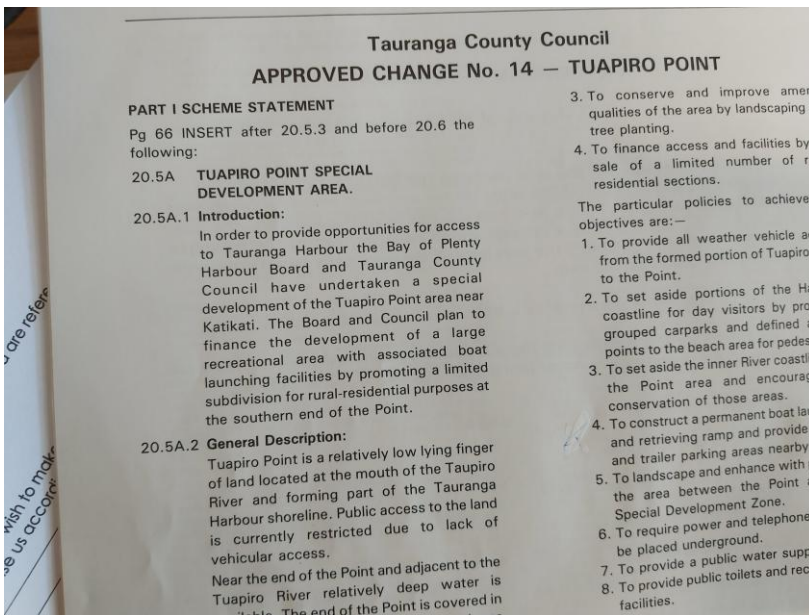 Tauranga County Council
APPROVED CHANGE No. 14 — TUAPIRO POINT
PART I SCHEME STATEMENT
Pg 66 INSERT after 20.5.3 and before 20.6 the
following:
20.5A TUAPIRO POINT SPECIAL
DEVELOPMENT AREA.
20.5A.1 Introduction:
In order to provide opportunities for access
to Tauranga Harbour the Bay of Plenty
Harbour Board and Tauranga County
Council have undertaken a special
development of the Tuapiro Point area near
Katikati. The Board and Council plan to
finance the development of a large
recreational area with associated boat
launching facilities by promoting a limited
subdivision for rural-residential purposes at
the southern end of the Point.
20.5A.2 General Description:
Tuapiro Point is a relatively low lying finger
of land located at the mouth of the Taupiro
River and forming part of the Tauranga
Harbour shoreline. Public access to the land
is currently restricted due to lack of
vehicular access.
Near the end of the Point and adjacent to the
Tuapiro River relatively deep water is
The end of the Point is covered in
3. To conserve and improve
qualities of the area by landscaping
tree planting.
4. To finance access and facilities by
sale of a limited number of
residential sections.
The particular policies to achieve
objectives are:—
1. To provide all weather vehicle
from the formed portion of Tuapiro
to the Point.
2. To set aside portions of the
coastline for day visitors by
grouped carparks and defined
points to the beach area for
3. To set aside the inner River
the Point area and
conservation of those areas.
4. To construct a permanent boat
and retrieving ramp and provide
and trailer parking areas nearby
5. To landscape and enhance with
the area between the Point
Special Development Zone.
6. To require power and telephone
be placed underground.
7. To provide a public water
8. To provide public toilets and
facilities.
are
wish to
us